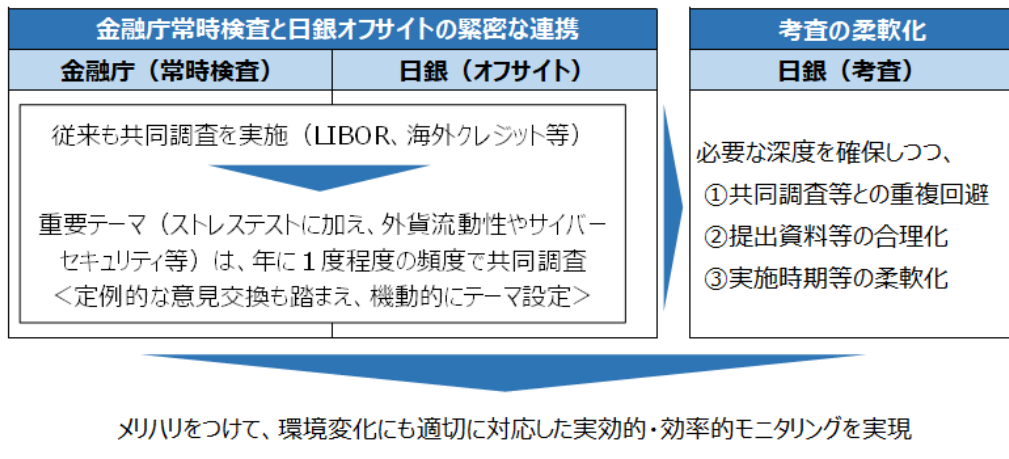 金融庁常時検査と日銀オフサイトの緊密な連携
金融庁（常時検査）
日銀（オフサイト）
従来も共同調査を実施（LIBOR、海外クレジット等）
重要テーマ（ストレステストに加え、外貨流動性やサイバー
セキュリティ等）は、年に１度程度の頻度で共同調査
＜定例的な意見交換も踏まえ、機動的にテーマ設定＞
考査の柔軟化
日銀（考査）
必要な深度を確保しつつ、
①共同調査等との重複回避
②提出資料等の合理化
③実施時期等の柔軟化
メリハリをつけて、環境変化にも適切に対応した実効的・効率的モニタリングを実現